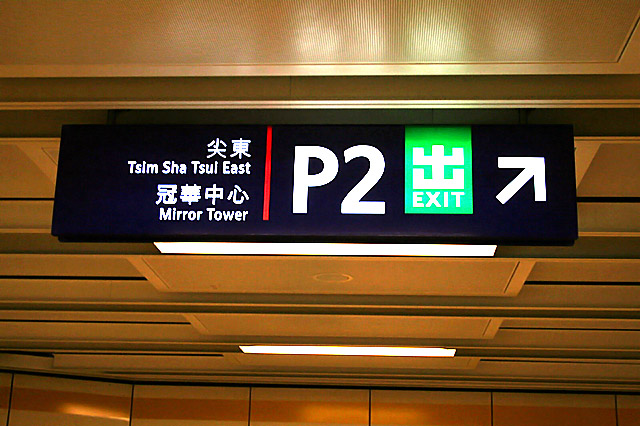 尖東
Tsim Sha Tsui East
冠華中心
Mirror Tower
P2
出
EXIT